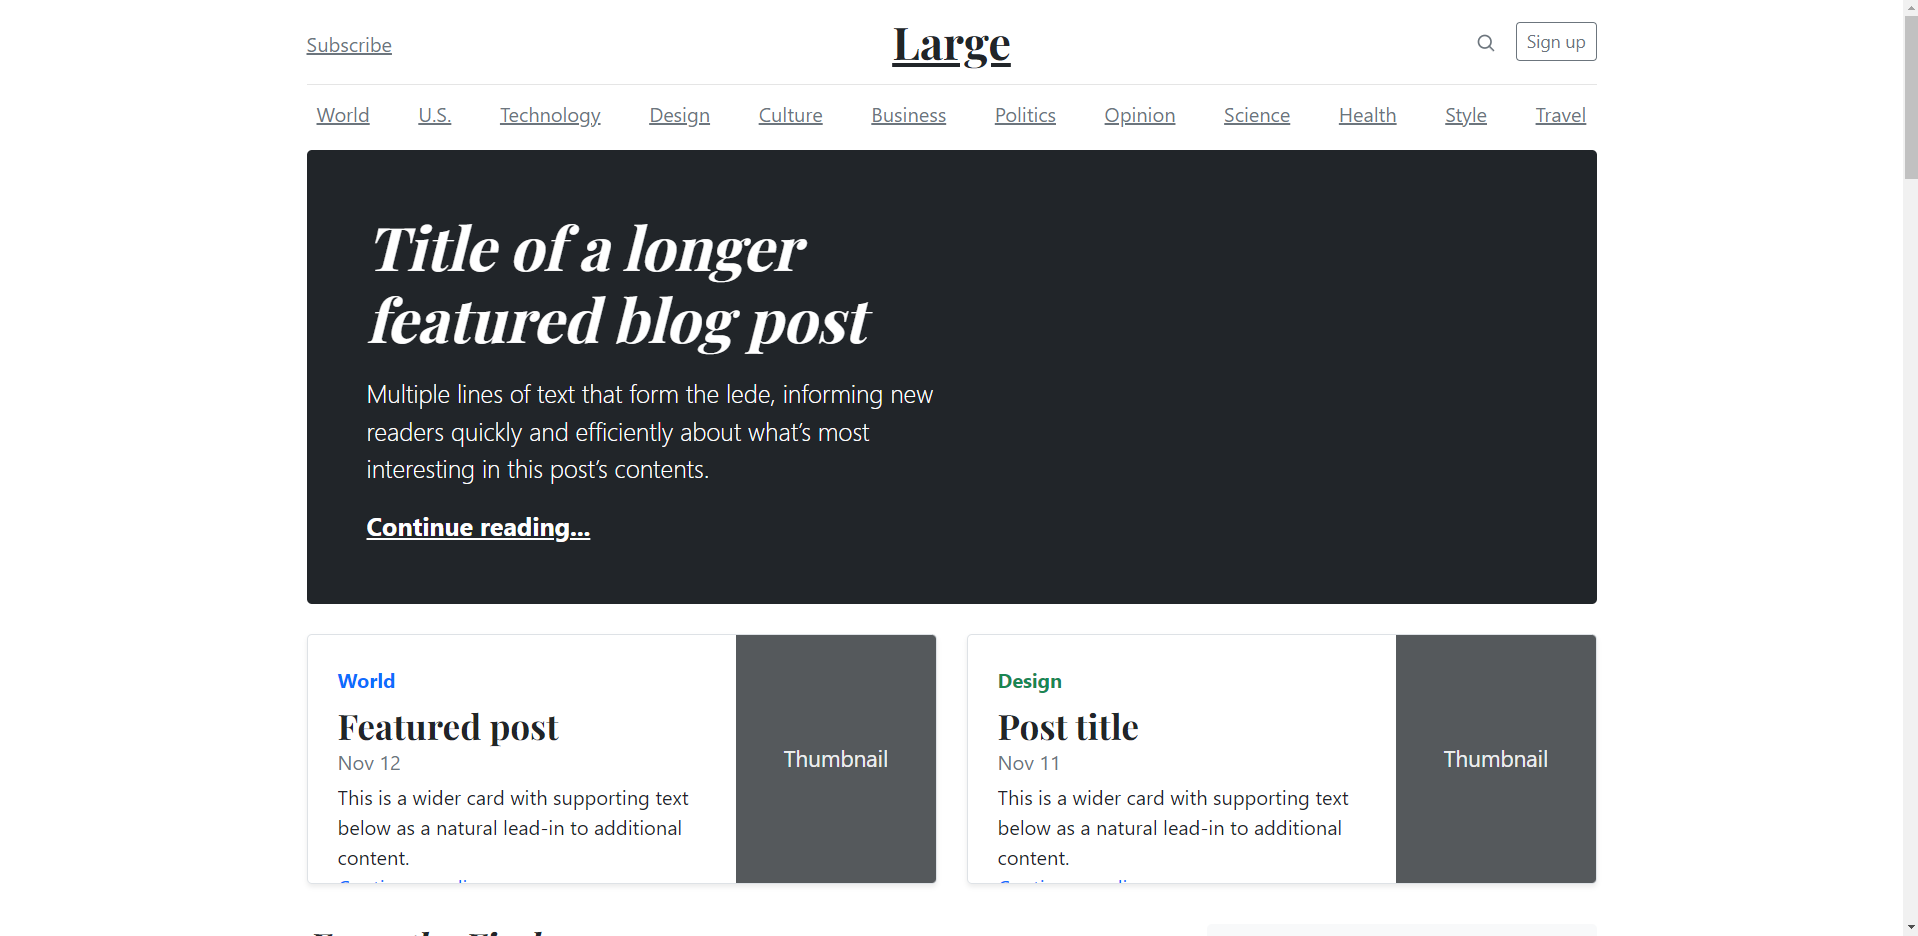 Subscribe
Large
Sign up
World U.S. Technology Design Culture Business Politics Opinion Science Health Style Travel
Title of a longer
featured blog post
Multiple lines of text that form the lede, informing new
readers quickly and efficiently about what’s most
interesting in this post’s contents.
Continue reading...
World
Featured post
Nov 12
This is a wider card with supporting text
below as a natural lead-in to additional
content.
Thumbnail
Design
Post title
Nov 11
This is a wider card with supporting text
below as a natural lead-in to additional
content.
Thumbnail